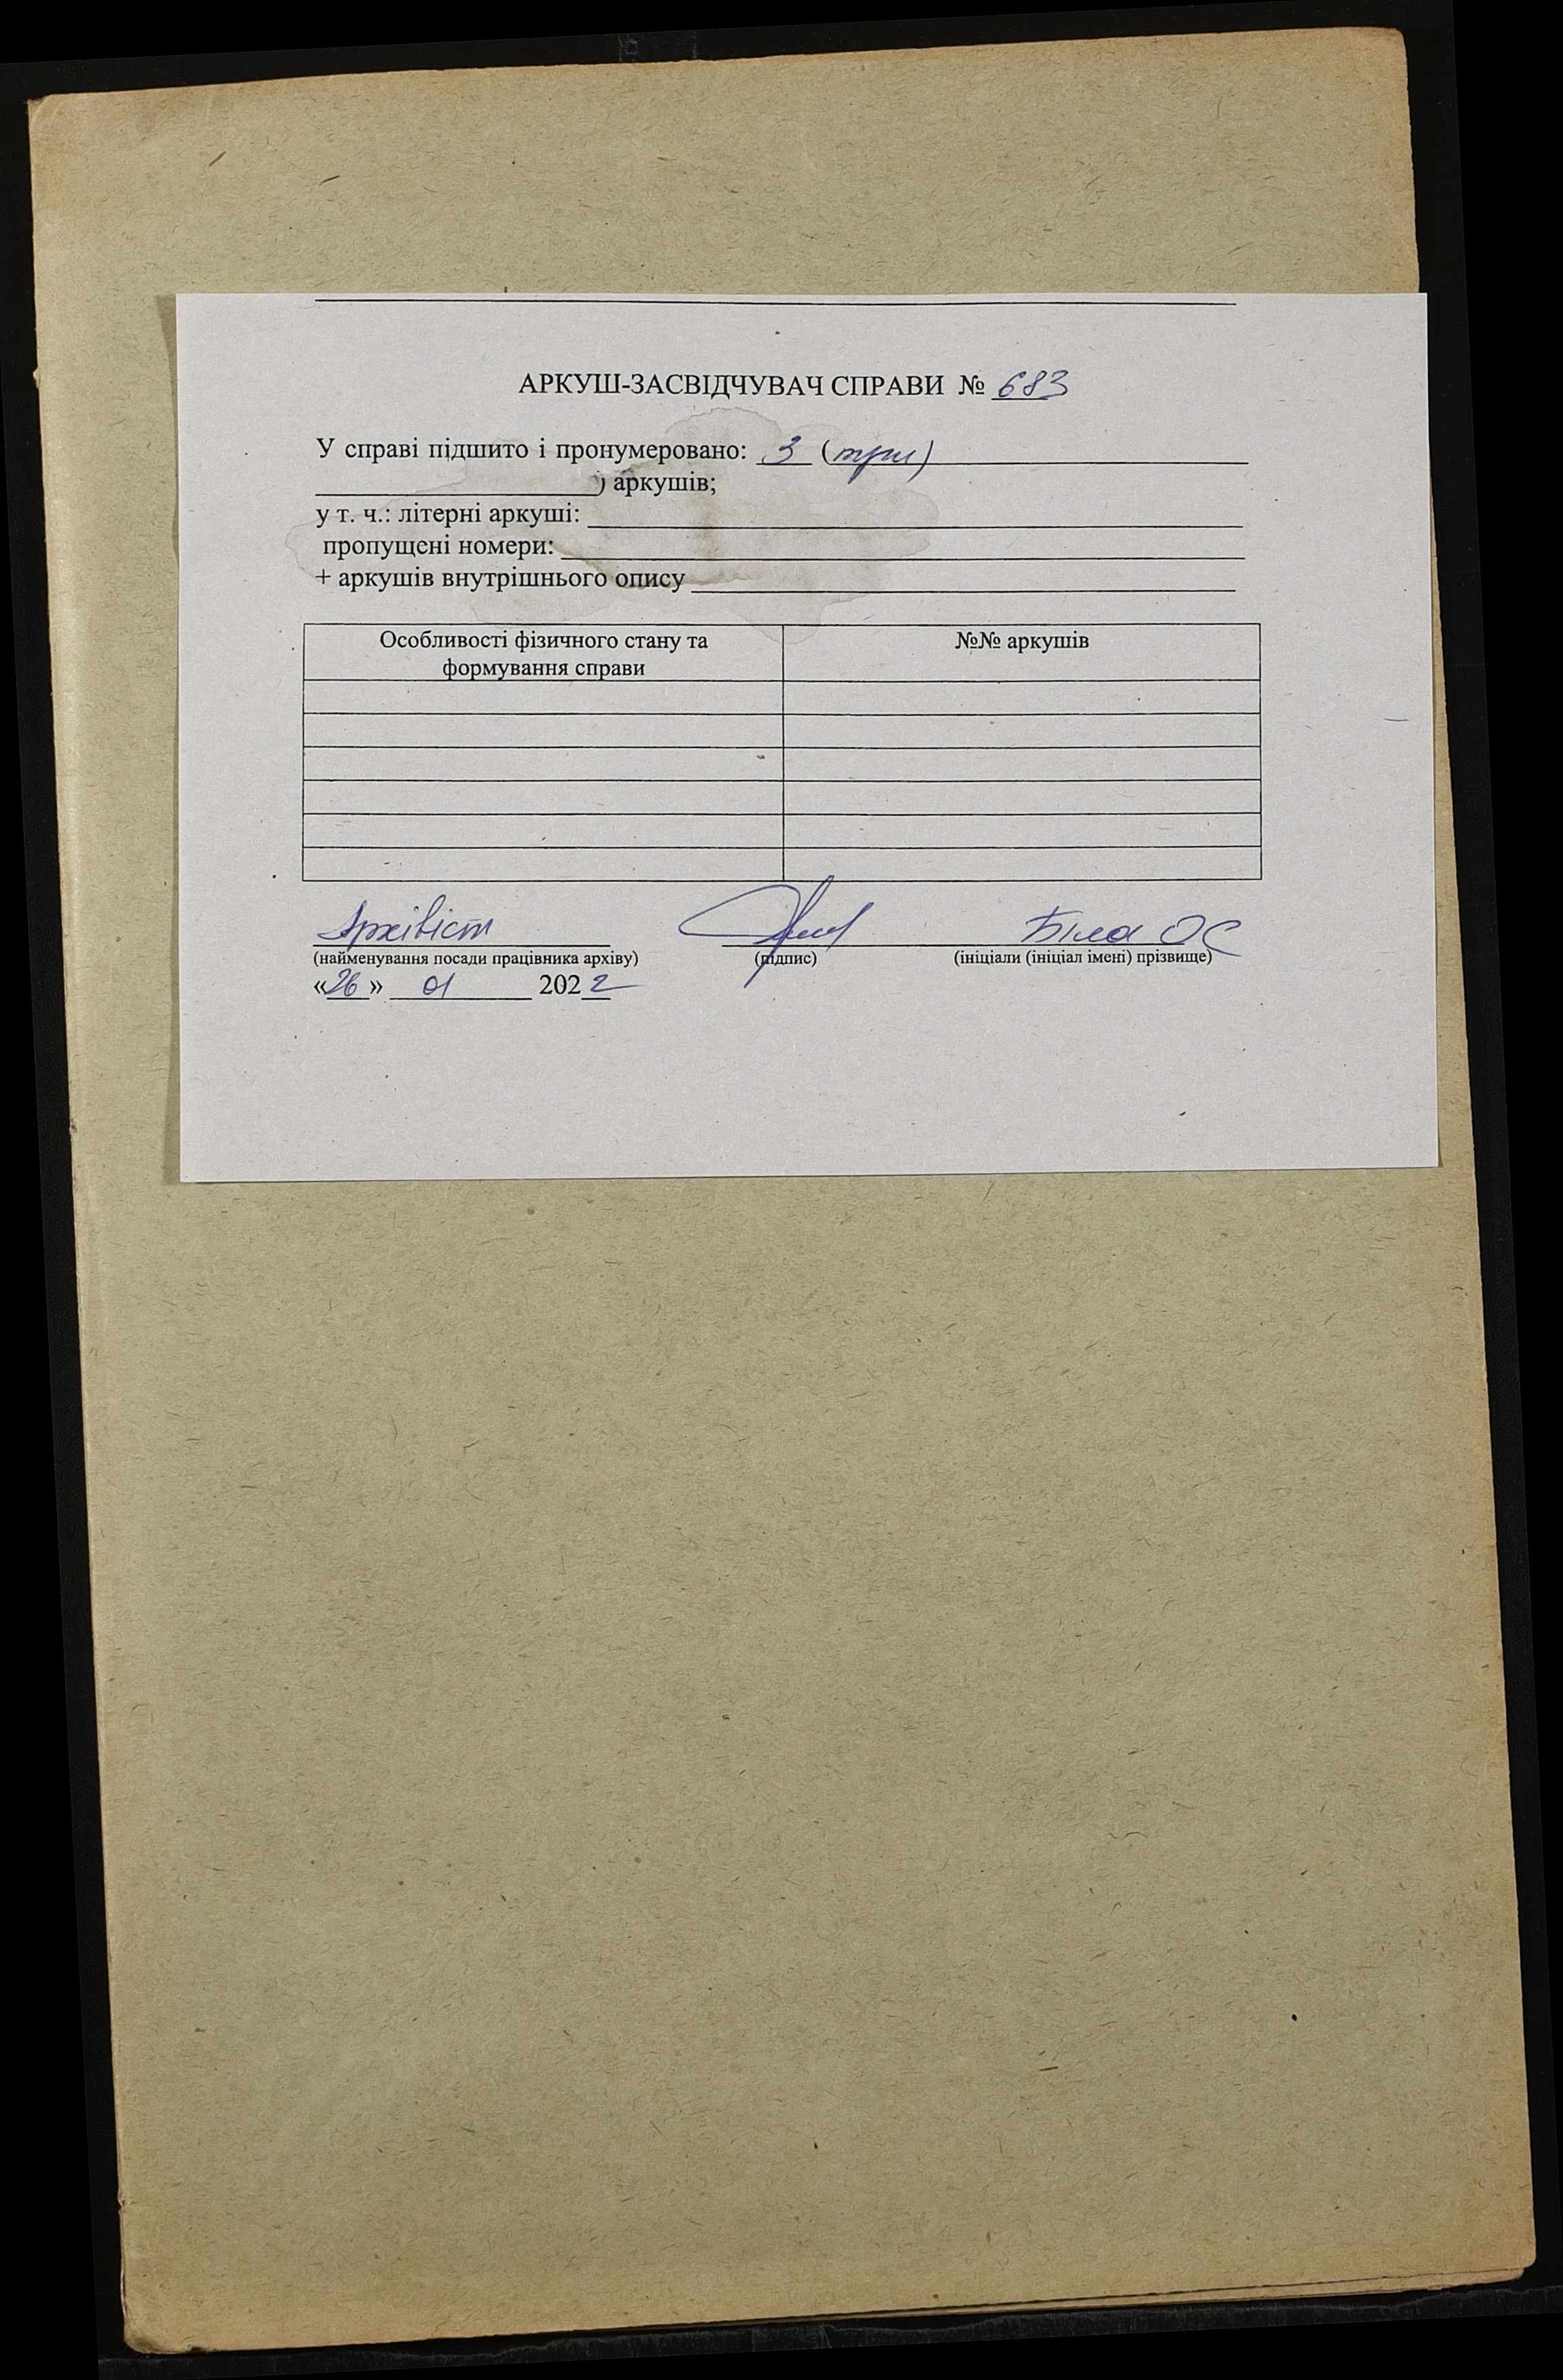 АРКУШ-ЗАСВІДЧУВАЧ СПРАВИ № 683
У справі підшито і пронумеровано: 3 (три)
) аркушів;
у т. ч.: літерні аркуші:
пропущені номери:
+ аркушів внутрішнього опису
Особливості фізичного стану та
формування справи
№№ аркушів
Архівіст Біла ОС
(найменування посади працівника архіву) (підпис) (ініціали (ініціал імені) прізвище)
«26» 01 2022